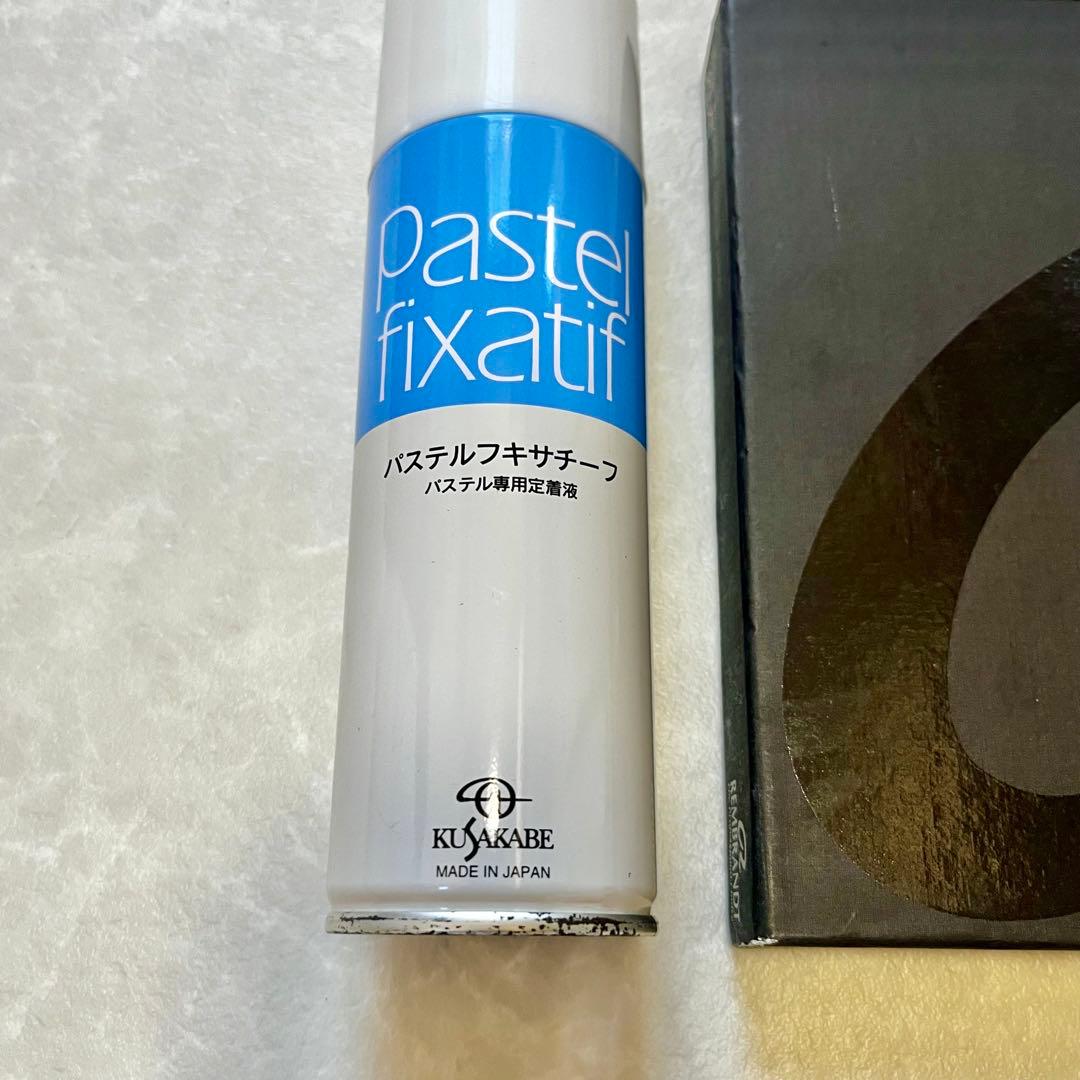 pastel
fixatif
パステルフキサチーフ
パステル専用定着液
KUSAKABE
MADE IN JAPAN
REMBRANDT